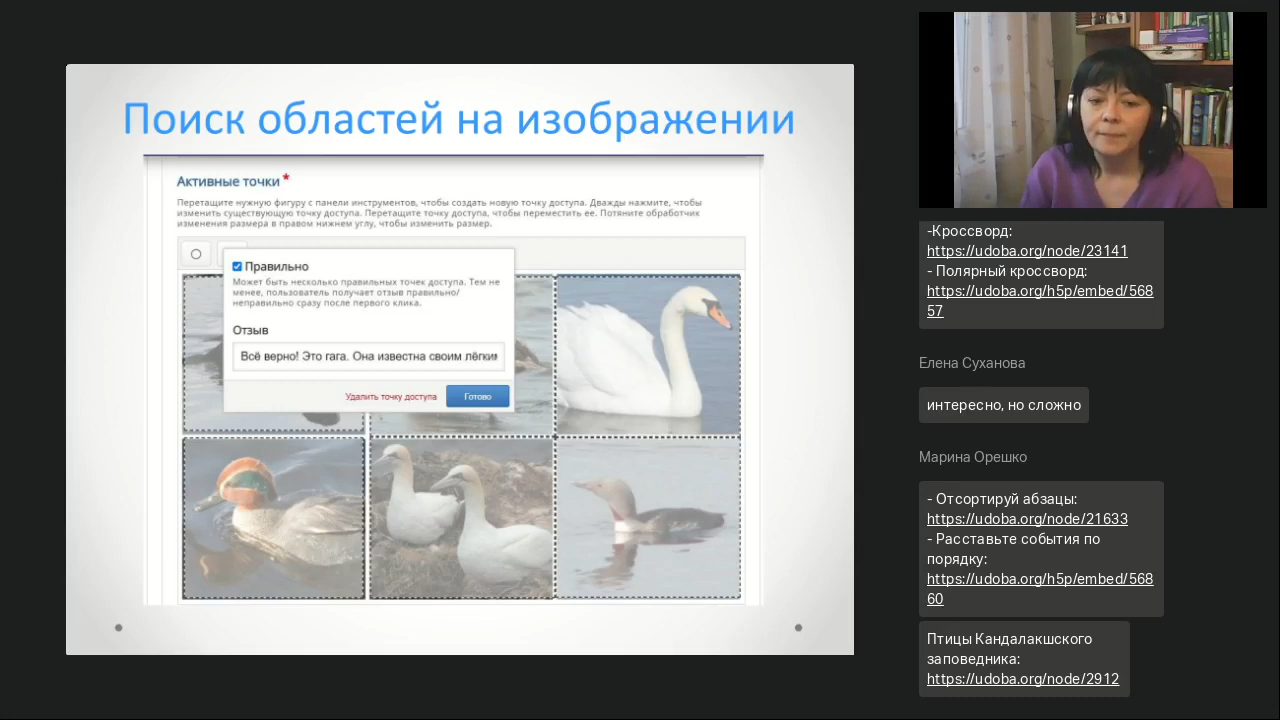 Поиск областей на изображении
Активные точки *
Перетащите нужную фигуру с панели инструментов, чтобы создать новую точку доступа. Дважды нажмите, чтобы
изменить существующую точку доступа. Перетащите точку доступа, чтобы переместить ее. Потяните обработчик
изменения размера в правом нижнем углу, чтобы изменить размер.
Правильно
Может быть несколько правильных точек доступа. Тем не
менее, пользователь получает отзыв правильно/
неправильно сразу после первого клика.
Отзыв
Всё верно! Это гага. Она известна своим лёгким
Удалить точку доступа
Готово
-Кроссворд:
https://udoba.org/node/23141
- Полярный кроссворд:
https://udoba.org/h5p/embed/568
57
Елена Суханова
интересно, но сложно
Марина Орешко
- Отсортируй абзацы:
https://udoba.org/node/21633
- Расставьте события по
порядку:
https://udoba.org/h5p/embed/568
60
Птицы Кандалакшского
заповедника:
https://udoba.org/node/2912